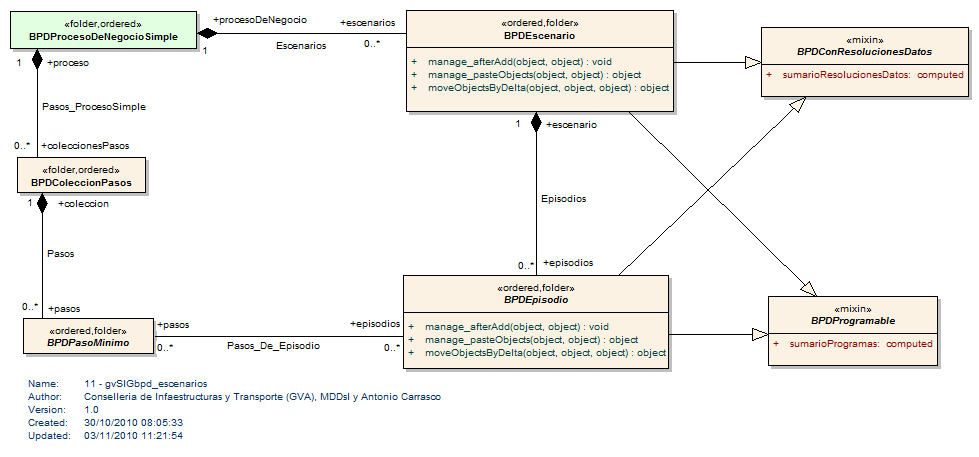 «folder,ordered»
BPDProcesoDeNegocioSimple
+procesoDeNegocio
1
Escenarios
+escenarios
0..*
«ordered,folder»
BPDEscenario
+ manage_afterAdd(object, object) : void
+ manage_pasteObjects(object, object) : object
+ moveObjectsByDelta(object, object, object) : object
«mixin»
BPDConResolucionesDatos
+ sumarioResolucionesDatos: computed
1
+proceso
Pasos_ProcesoSimple
0..*
+coleccionesPasos
«folder,ordered»
BPDColeccionPasos
1
+coleccion
Pasos
0..*
+pasos
1
+escenario
Episodios
0..*
+episodios
«ordered,folder»
BPDPasoMinimo
+pasos
0..*
Pasos_De_Episodio
+episodios
0..*
«ordered,folder»
BPDEpisodio
+ manage_afterAdd(object, object) : void
+ manage_pasteObjects(object, object) : object
+ moveObjectsByDelta(object, object, object) : object
«mixin»
BPDProgramable
+ sumarioProgramas: computed
Name: 11 - gvSIGbpd_escenarios
Author: Conselleria de Infaestructuras y Transporte (GVA), MDDsl y Antonio Carrasco
Version: 1.0
Created: 30/10/2010 08:05:33
Updated: 03/11/2010 11:21:54